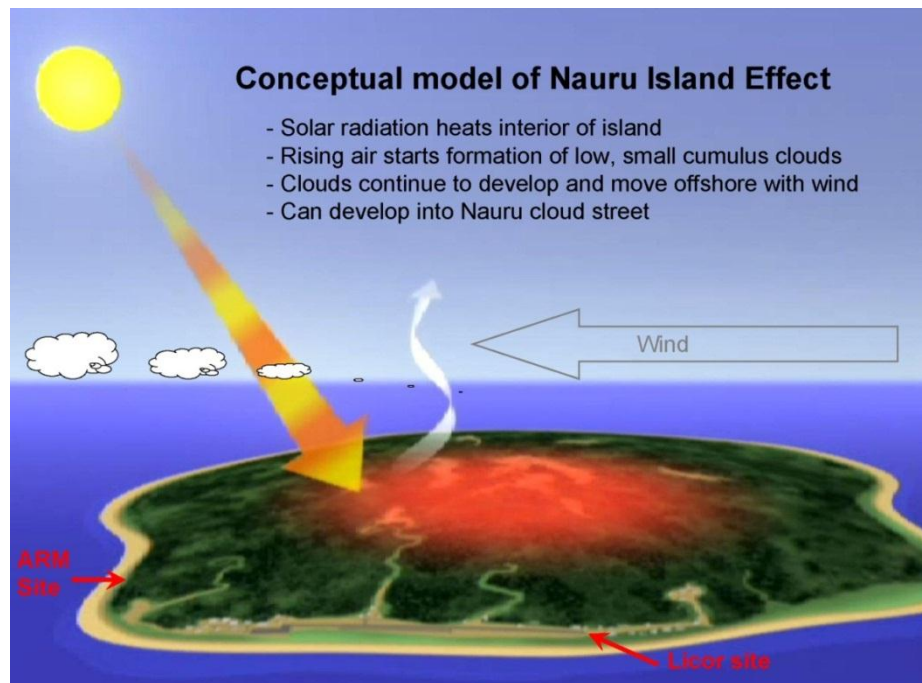 Conceptual model of Nauru Island Effect
- Solar radiation heats interior of island
- Rising air starts formation of low, small cumulus clouds
- Clouds continue to develop and move offshore with wind
- Can develop into Nauru cloud street
Wind
ARM
Site
Licor site